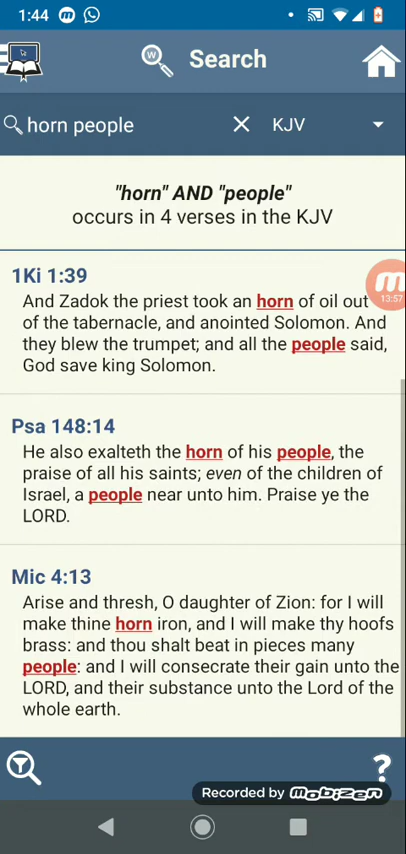 1:44
W
Search
horn people
KJV
"horn" AND "people"
occurs in 4 verses in the KJV
1Ki 1:39
And Zadok the priest took an horn of oil out
of the tabernacle, and anointed Solomon. And
they blew the trumpet; and all the people said,
God save king Solomon.
13:57
Psa 148:14
He also exalteth the horn of his people, the
praise of all his saints; even of the children of
Israel, a people near unto him. Praise ye the
LORD.
Mic 4:13
Arise and thresh, O daughter of Zion: for I will
make thine horn iron, and I will make thy hoofs
brass: and thou shalt beat in pieces many
people: and I will consecrate their gain unto the
LORD, and their substance unto the Lord of the
whole earth.
?
Recorded by mobizen